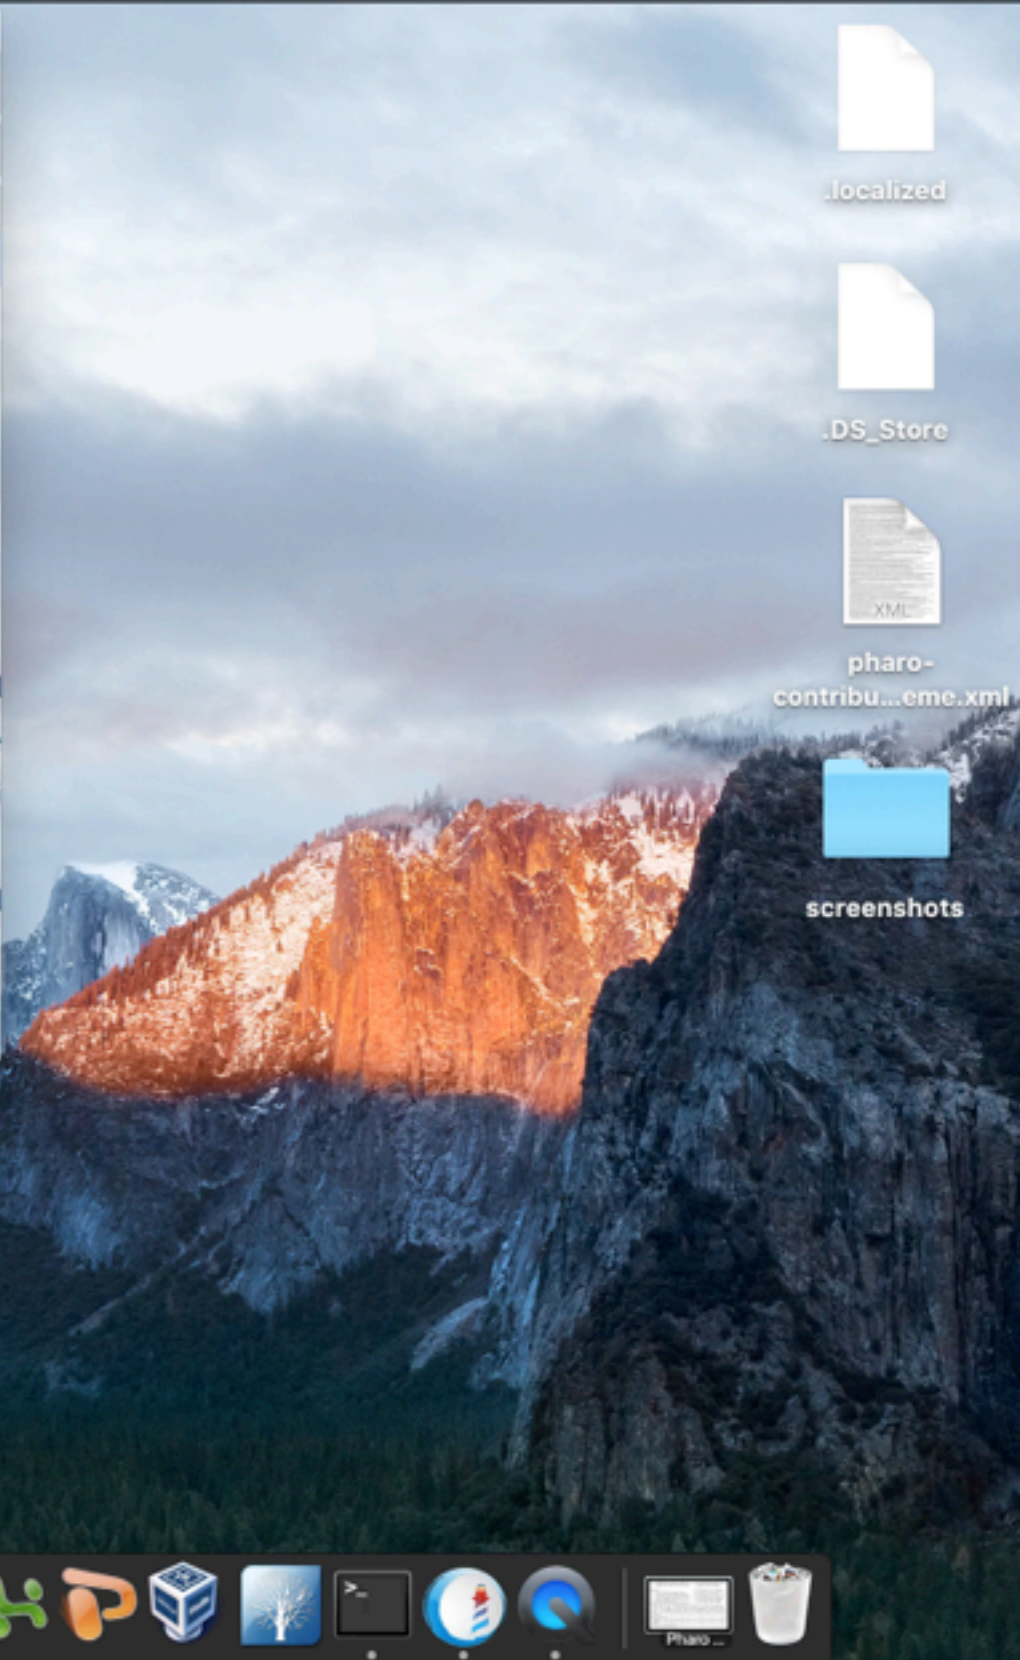 .localized
.DS_Store
XML
pharo-
contribu...eme.xml
screenshots
>_
Pharo ...